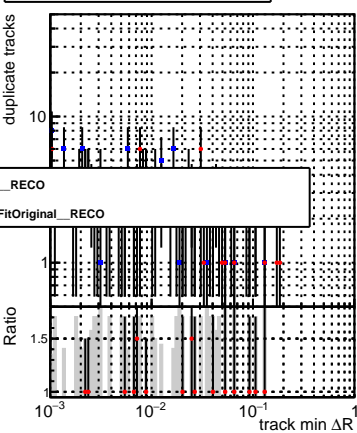 duplicate tracks
10
__RECO
FitOriginal__RECO
1
Ratio
1.5
1
10⁻³ 10⁻² 10⁻¹ 1
track min ΔR